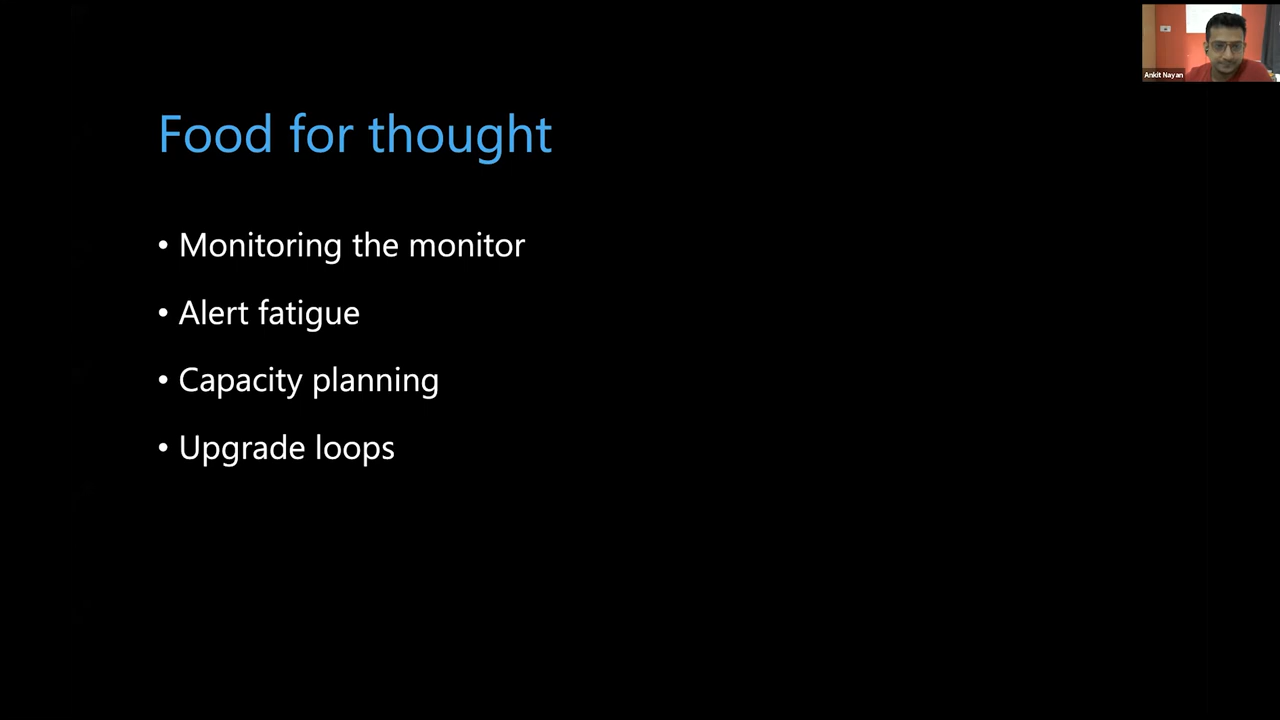 Food for thought
• Monitoring the monitor
• Alert fatigue
• Capacity planning
• Upgrade loops
Ankit Nayan